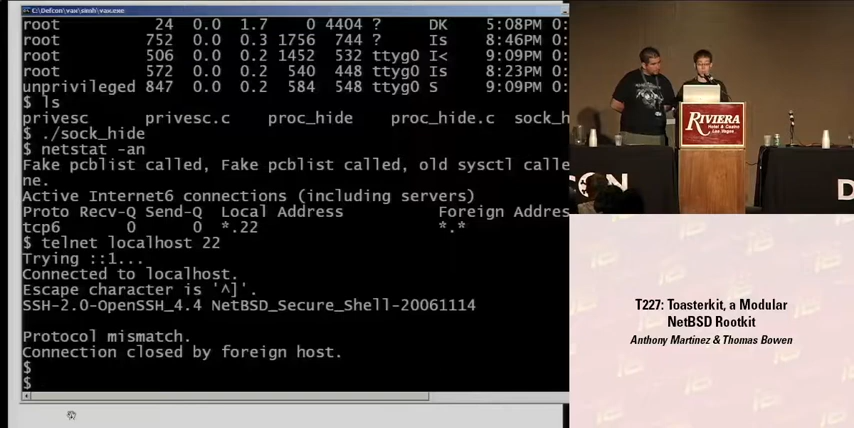 C:\Defcon\vax\simh\vax.exe
root 24 0.0 1.7 0 4404 ? DK 5:08PM 0:
root 752 0.0 0.3 1756 744 ? Is 8:46PM 0:
root 506 0.0 0.2 1452 532 ttyg0 I< 9:09PM 0:
root 572 0.0 0.2 540 448 ttyg0 Is 8:23PM 0:
unprivileged 847 0.0 0.2 584 548 ttyg0 S 9:09PM 0:
$ ls
privesc privesc.c proc_hide proc_hide.c sock_h
$ ./sock_hide
$ netstat -an
Fake pcblist called, Fake pcblist called, old sysctl calle
ne.
Active Internet6 connections (including servers)
Proto Recv-Q Send-Q Local Address Foreign Addres
tcp6 0 0 *.22 *.*
$ telnet localhost 22
Trying ::1...
Connected to localhost.
Escape character is '^]'.
SSH-2.0-OpenSSH_4.4 NetBSD_Secure_Shell-20061114
Protocol mismatch.
Connection closed by foreign host.
$
$
RIVIERA
Hotel & Casino
Las Vegas
CON
D
T227: Toasterkit, a Modular
NetBSD Rootkit
Anthony Martinez & Thomas Bowen